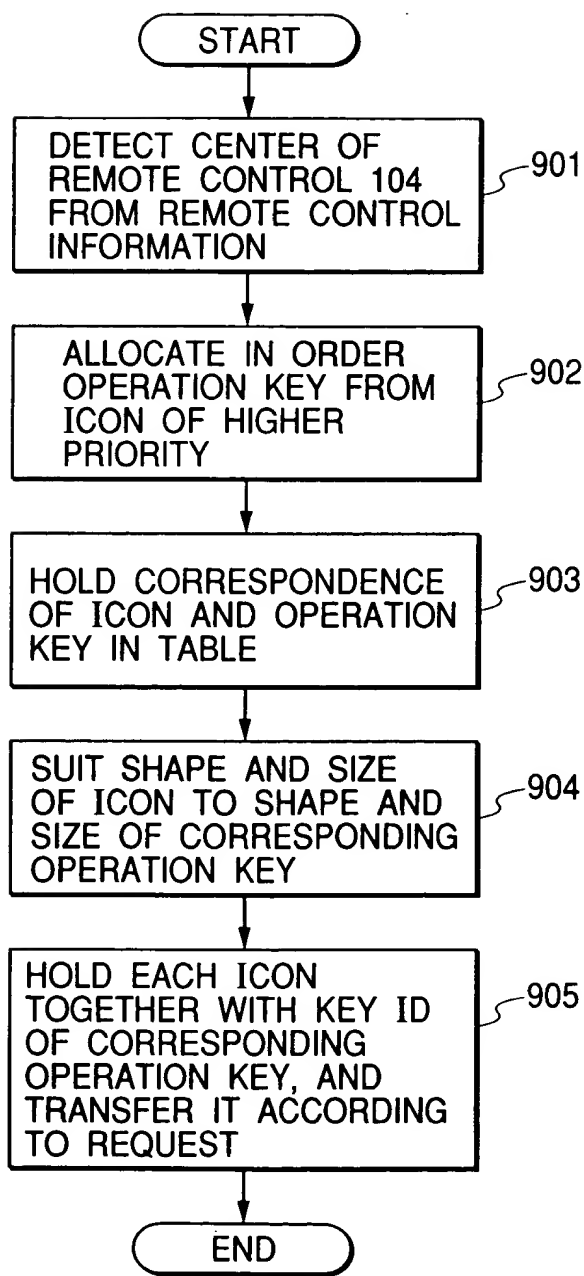 START
DETECT CENTER OF
REMOTE CONTROL 104
FROM REMOTE CONTROL
INFORMATION
901
ALLOCATE IN ORDER
OPERATION KEY FROM
ICON OF HIGHER
PRIORITY
902
HOLD CORRESPONDENCE
OF ICON AND OPERATION
KEY IN TABLE
903
SUIT SHAPE AND SIZE
OF ICON TO SHAPE AND
SIZE OF CORRESPONDING
OPERATION KEY
904
HOLD EACH ICON
TOGETHER WITH KEY ID
OF CORRESPONDING
OPERATION KEY, AND
TRANSFER IT ACCORDING
TO REQUEST
905
END